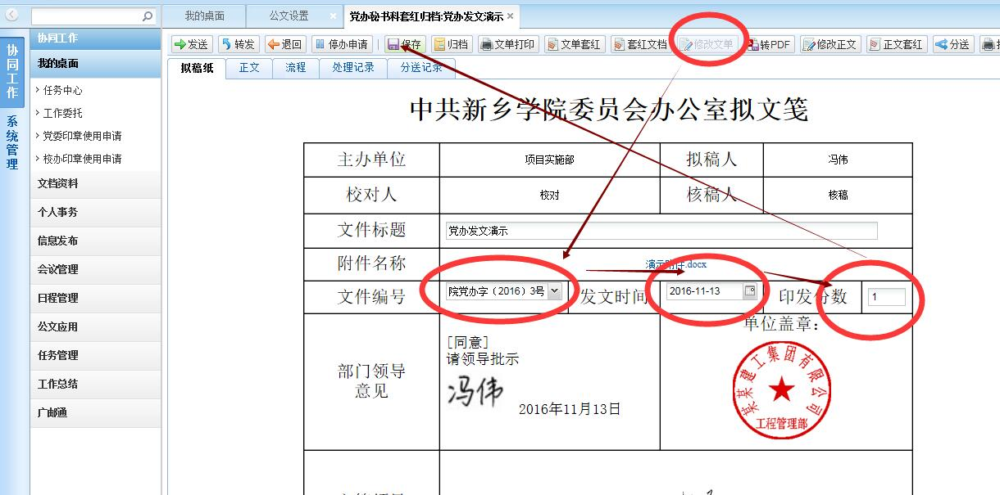 我的桌面
公文设置
党办秘书科套红归档:党办发文演示
协同工作
系统管理
协同工作
我的桌面
任务中心
工作委托
党委印章使用申请
校办印章使用申请
文档资料
个人事务
信息发布
会议管理
日程管理
公文应用
任务管理
工作总结
广邮通
发送 转发 退回 停办申请 保存 归档 文单打印 文单套红 套红文档 修改文单 转PDF 修改正文 正文套红 分送
拟稿纸 正文 流程 处理记录 分送记录
中共新乡学院委员会办公室拟文笺
主办单位 项目实施部 拟稿人 冯伟
校对人 校对 核稿人 核稿
文件标题 党办发文演示
附件名称 演示附件.docx
文件编号 院党办字（2016）3号 发文时间 2016-11-13 印发分数 1
部门领导
意见
[同意]
请领导批示
冯伟
2016年11月13日
单位盖章：
某某建工集团有限公司
工程管理部